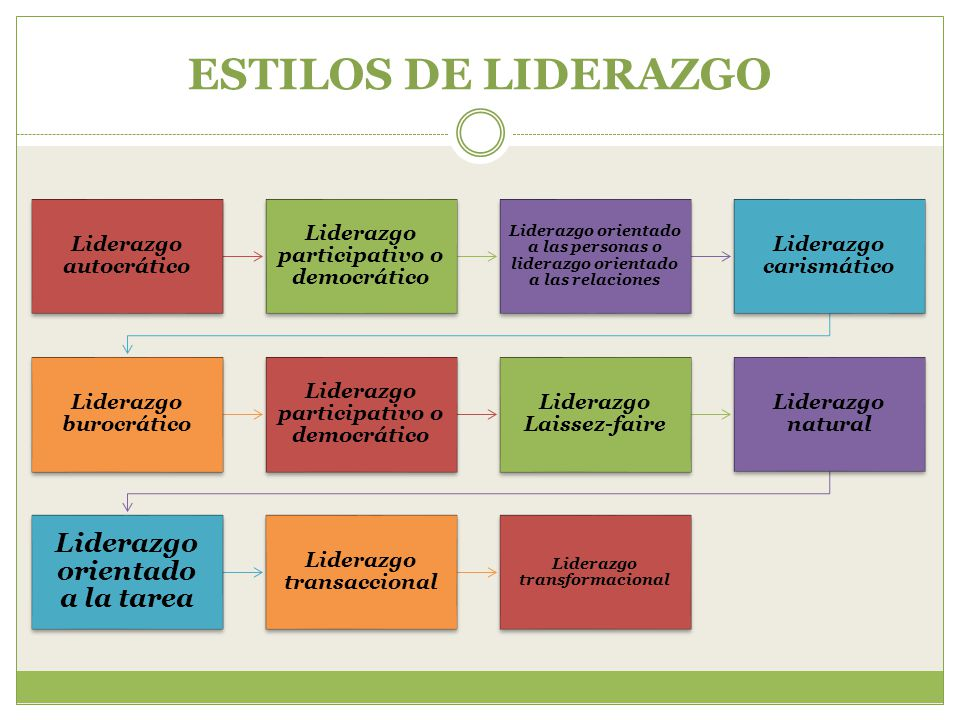 ESTILOS DE LIDERAZGO
Liderazgo
autocrático
Liderazgo
participativo o
democrático
Liderazgo orientado
a las personas o
liderazgo orientado
a las relaciones
Liderazgo
carismático
Liderazgo
burocrático
Liderazgo
participativo o
democrático
Liderazgo
Laissez-faire
Liderazgo
natural
Liderazgo
orientado
a la tarea
Liderazgo
transaccional
Liderazgo
transformacional